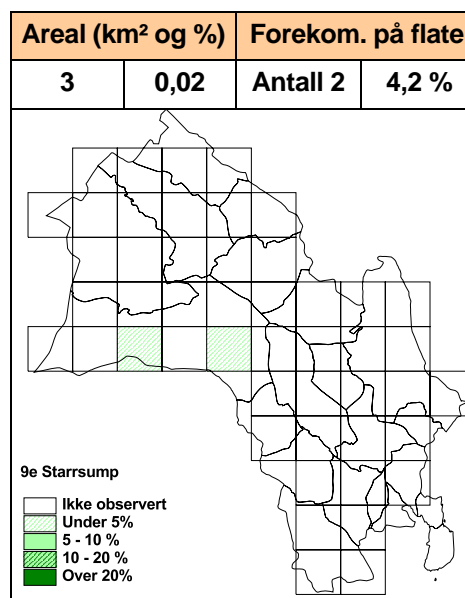 Areal (km² og %) Forekom. på flate
3 0,02 Antall 2 4,2 %
9e Starrsump
Ikke observert
Under 5%
5 - 10 %
10 - 20 %
Over 20%